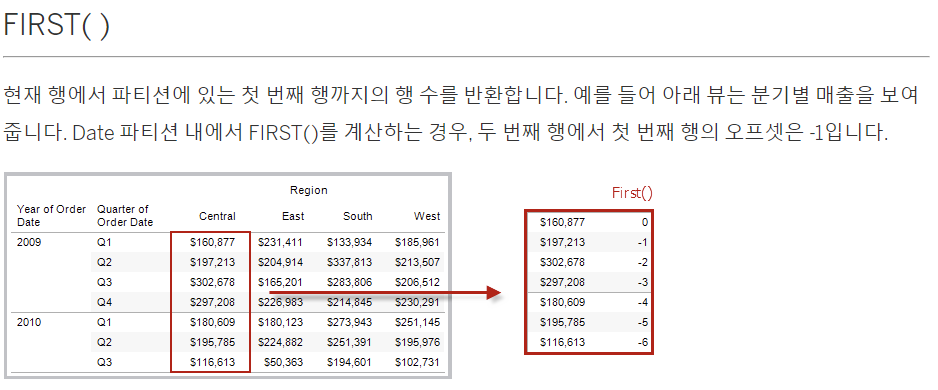 FIRST( )
현재 행에서 파티션에 있는 첫 번째 행까지의 행 수를 반환합니다. 예를 들어 아래 뷰는 분기별 매출을 보여
줍니다. Date 파티션 내에서 FIRST()를 계산하는 경우, 두 번째 행에서 첫 번째 행의 오프셋은 -1입니다.
Region
Year of Order Date Quarter of Order Date Central East South West
2009 Q1 $160,877 $231,411 $133,934 $185,961
Q2 $197,213 $204,914 $337,813 $213,507
Q3 $302,678 $165,201 $283,806 $206,512
Q4 $297,208 $226,983 $214,845 $230,291
2010 Q1 $180,609 $180,123 $273,943 $251,145
Q2 $195,785 $224,882 $251,391 $195,976
Q3 $116,613 $50,363 $194,601 $102,731
First()
$160,877 0
$197,213 -1
$302,678 -2
$297,208 -3
$180,609 -4
$195,785 -5
$116,613 -6